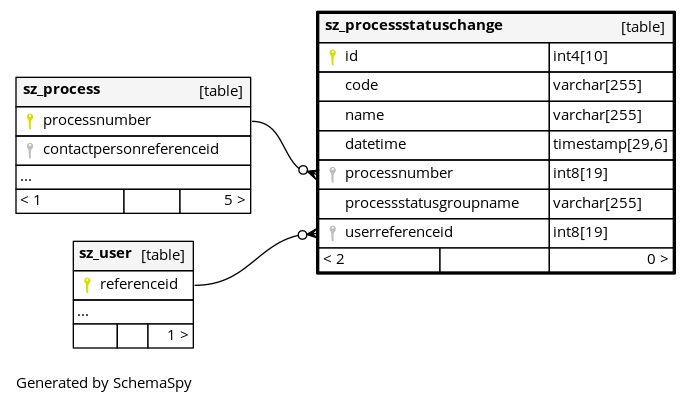 sz_processstatuschange [table]
id int4[10]
code varchar[255]
name varchar[255]
datetime timestamp[29,6]
processnumber int8[19]
processstatusgroupname varchar[255]
userreferenceid int8[19]
< 2 0 >
sz_process [table]
processnumber
contactpersonreferenceid
...
< 1 5 >
sz_user [table]
referenceid
...
1 >
Generated by SchemaSpy